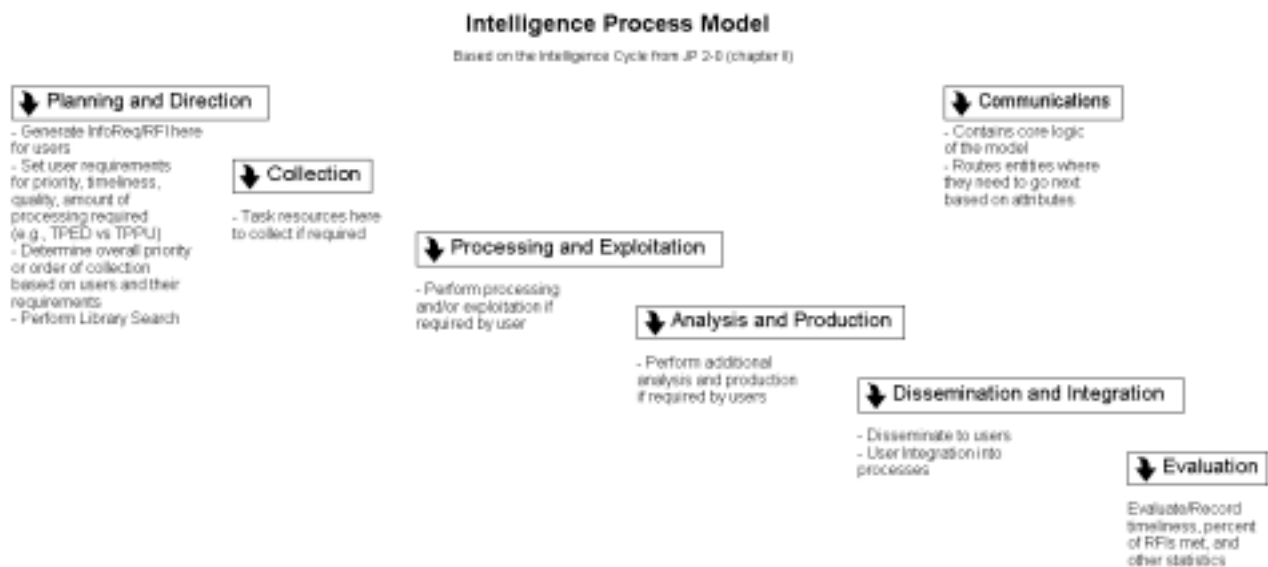 Intelligence Process Model
Based on the Intelligence Cycle from JP 2-0 (chapter II)
Planning and Direction
- Generate InfoReq/RFI here
for users
- Set user requirements
for priority, timeliness,
quality, amount of
processing required
(e.g., TPED vs TPPU)
- Determine overall priority
or order of collection
based on users and their
requirements
- Perform Library Search
Collection
- Task resources here
to collect if required
Processing and Exploitation
- Perform processing
and/or exploitation if
required by user
Analysis and Production
- Perform additional
analysis and production
if required by users
Communications
- Contains core logic
of the model
- Routes entities where
they need to go next
based on attributes
Dissemination and Integration
- Disseminate to users
- User Integration into
processes
Evaluation
Evaluate/Record
timeliness, percent
of RFIs met, and
other statistics